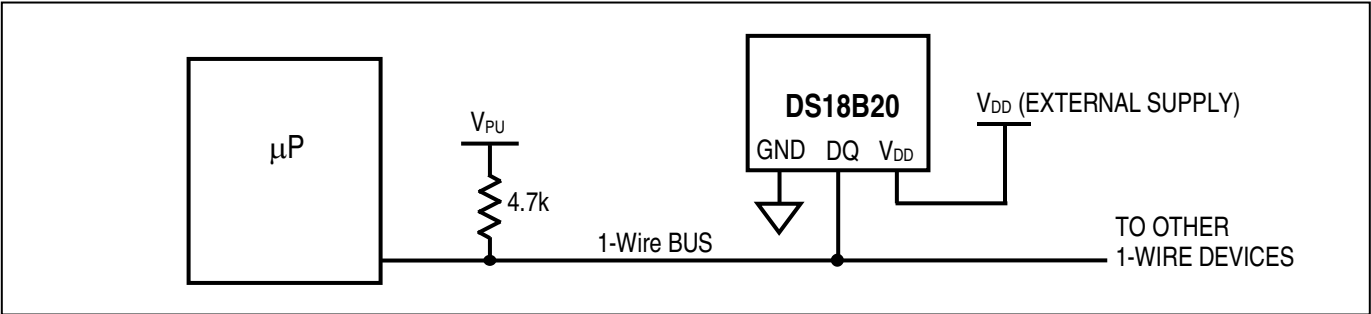 μP
VPU
4.7k
1-Wire BUS
DS18B20
GND DQ VDD
VDD (EXTERNAL SUPPLY)
TO OTHER
1-WIRE DEVICES